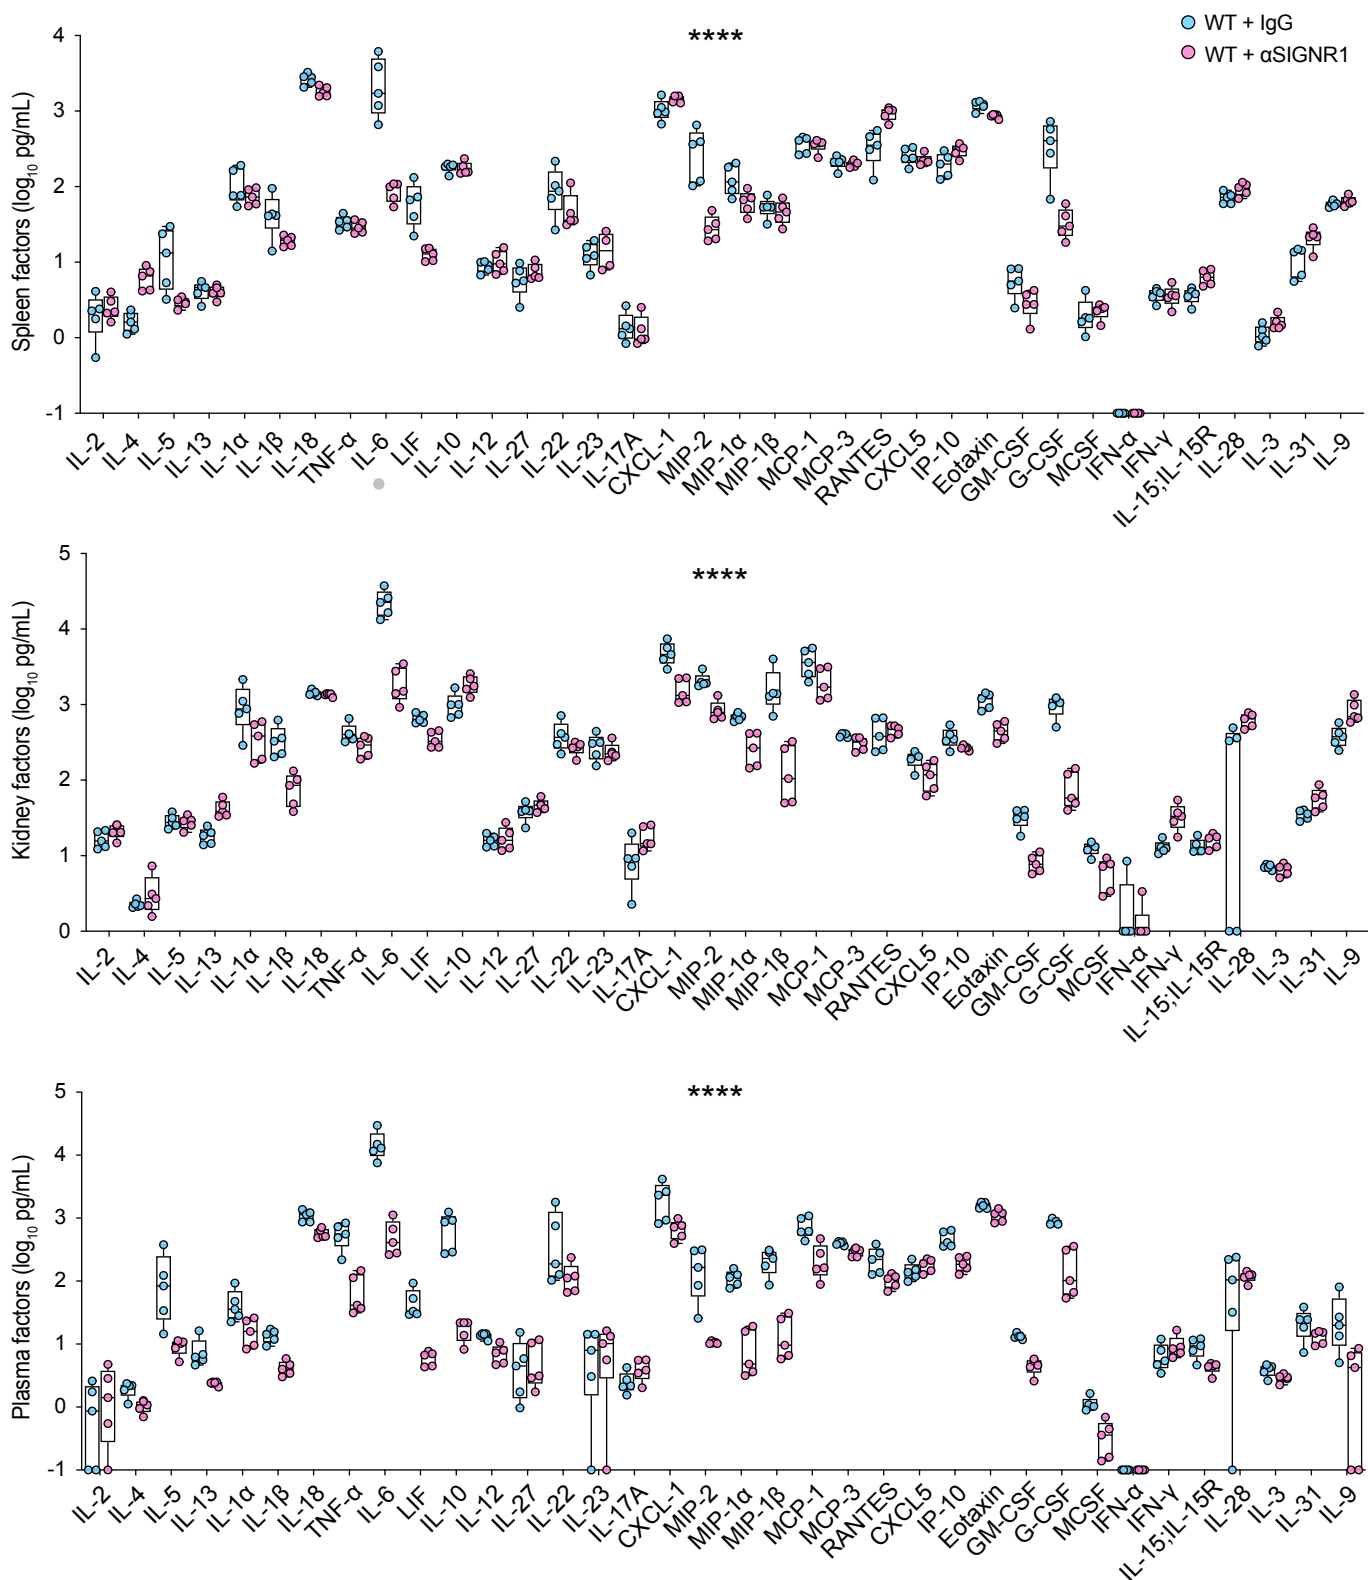 WT + IgG
WT + αSIGNR1
****
Spleen factors (log10 pg/mL)
4
3
2
1
0
-1
IL-2 IL-4 IL-5 IL-13 IL-1α IL-1β IL-18 TNF-α IL-6 LIF IL-10 IL-12 IL-27 IL-22 IL-23 IL-17A CXCL-1 MIP-2 MIP-1α MIP-1β MCP-1 MCP-3 RANTES CXCL5 IP-10 Eotaxin GM-CSF G-CSF MCSF IFN-α IFN-γ IL-15;IL-15R IL-28 IL-3 IL-31 IL-9
****
Kidney factors (log10 pg/mL)
5
4
3
2
1
0
IL-2 IL-4 IL-5 IL-13 IL-1α IL-1β IL-18 TNF-α IL-6 LIF IL-10 IL-12 IL-27 IL-22 IL-23 IL-17A CXCL-1 MIP-2 MIP-1α MIP-1β MCP-1 MCP-3 RANTES CXCL5 IP-10 Eotaxin GM-CSF G-CSF MCSF IFN-α IFN-γ IL-15;IL-15R IL-28 IL-3 IL-31 IL-9
****
Plasma factors (log10 pg/mL)
5
4
3
2
1
0
-1
IL-2 IL-4 IL-5 IL-13 IL-1α IL-1β IL-18 TNF-α IL-6 LIF IL-10 IL-12 IL-27 IL-22 IL-23 IL-17A CXCL-1 MIP-2 MIP-1α MIP-1β MCP-1 MCP-3 RANTES CXCL5 IP-10 Eotaxin GM-CSF G-CSF MCSF IFN-α IFN-γ IL-15;IL-15R IL-28 IL-3 IL-31 IL-9